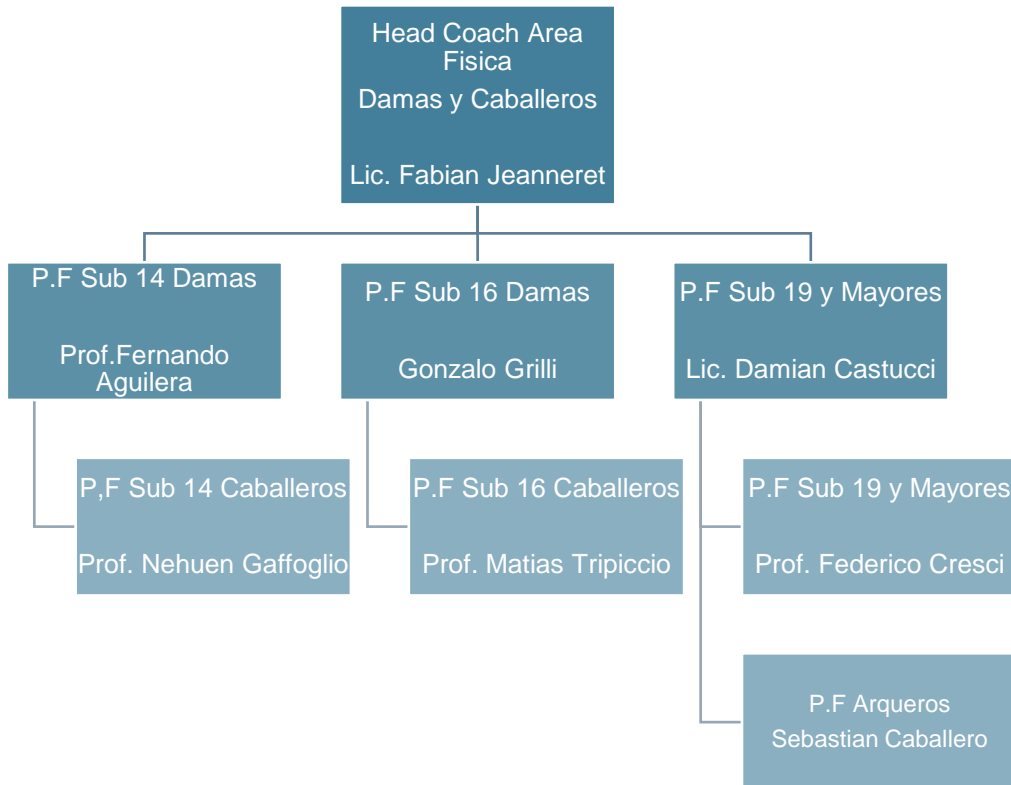 Head Coach Area
Fisica
Damas y Caballeros
Lic. Fabian Jeanneret
P.F Sub 14 Damas
Prof.Fernando
Aguilera
P.F Sub 16 Damas
Gonzalo Grilli
P.F Sub 19 y Mayores
Lic. Damian Castucci
P,F Sub 14 Caballeros
Prof. Nehuen Gaffoglio
P.F Sub 16 Caballeros
Prof. Matias Tripiccio
P.F Sub 19 y Mayores
Prof. Federico Cresci
P.F Arqueros
Sebastian Caballero